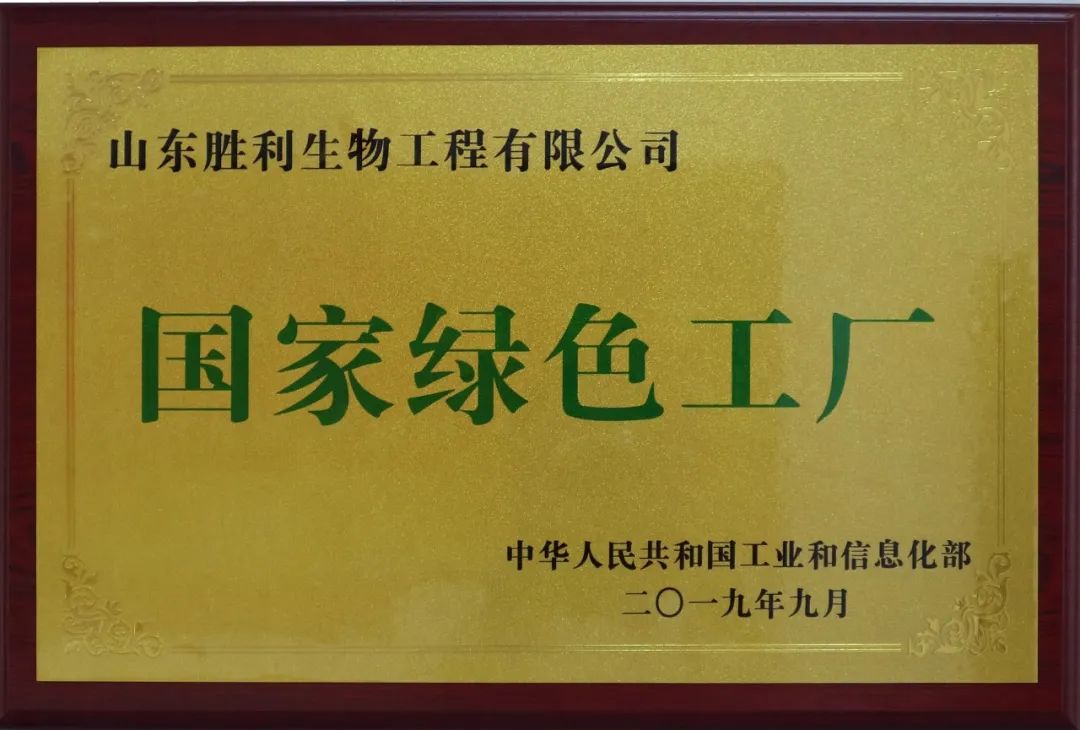 山东胜利生物工程有限公司
国家绿色工厂
中华人民共和国工业和信息化部
二〇一九年九月